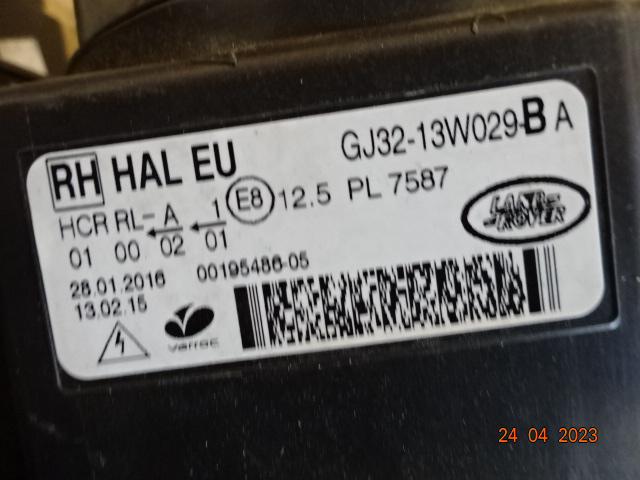 RH HAL EU GJ32-13W029-B A
HCR RL-A 1 E8 12.5 PL 7587
01 00 02 01
LAND
ROVER
28.01.2016 00195486-05
13.02.15
varroc
24 04 2023